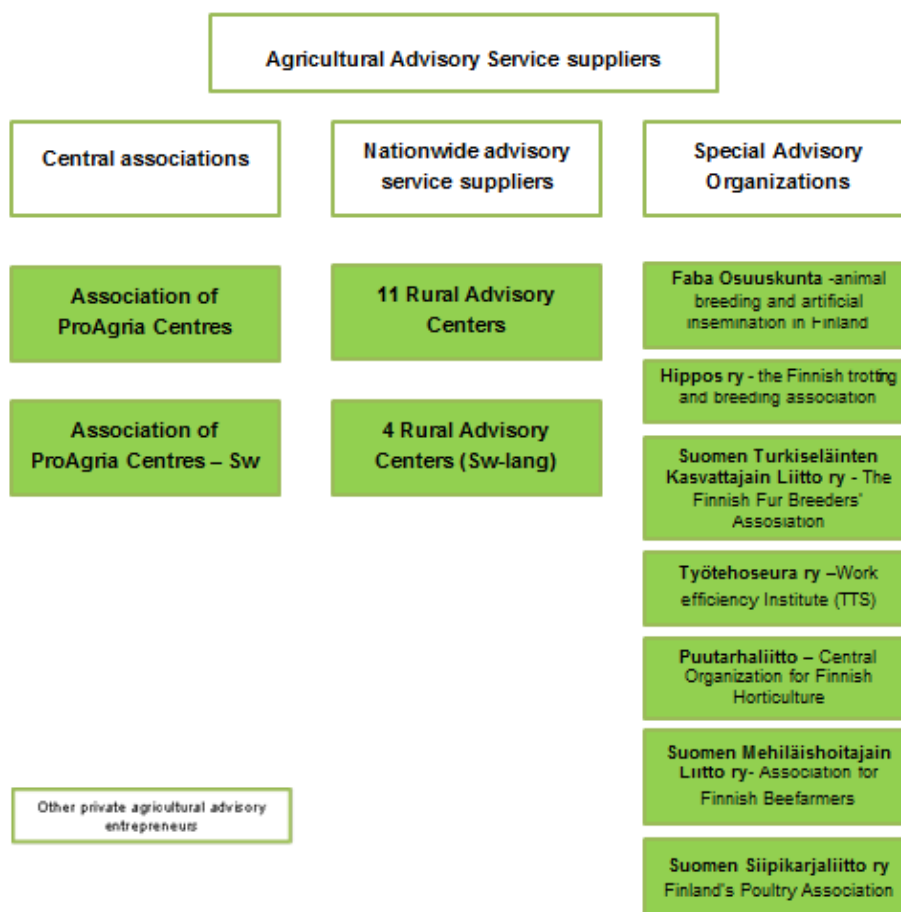 Agricultural Advisory Service suppliers
Central associations
Nationwide advisory
service suppliers
Special Advisory
Organizations
Association of
ProAgria Centres
Association of
ProAgria Centres – Sw
11 Rural Advisory
Centers
4 Rural Advisory
Centers (Sw-lang)
Faba Osuuskunta -animal
breeding and artificial
insemination in Finland
Hippos ry - the Finnish trotting
and breeding association
Suomen Turkiseläinten
Kasvattajain Liitto ry - The
Finnish Fur Breeders'
Assosiation
Työtehoseura ry –Work
efficiency Institute (TTS)
Puutarhaliitto – Central
Organization for Finnish
Horticulture
Suomen Mehiläishoitajain
Liitto ry- Association for
Finnish Beefarmers
Suomen Siipikarjaliitto ry
Finland's Poultry Association
Other private agricultural advisory
entrepreneurs